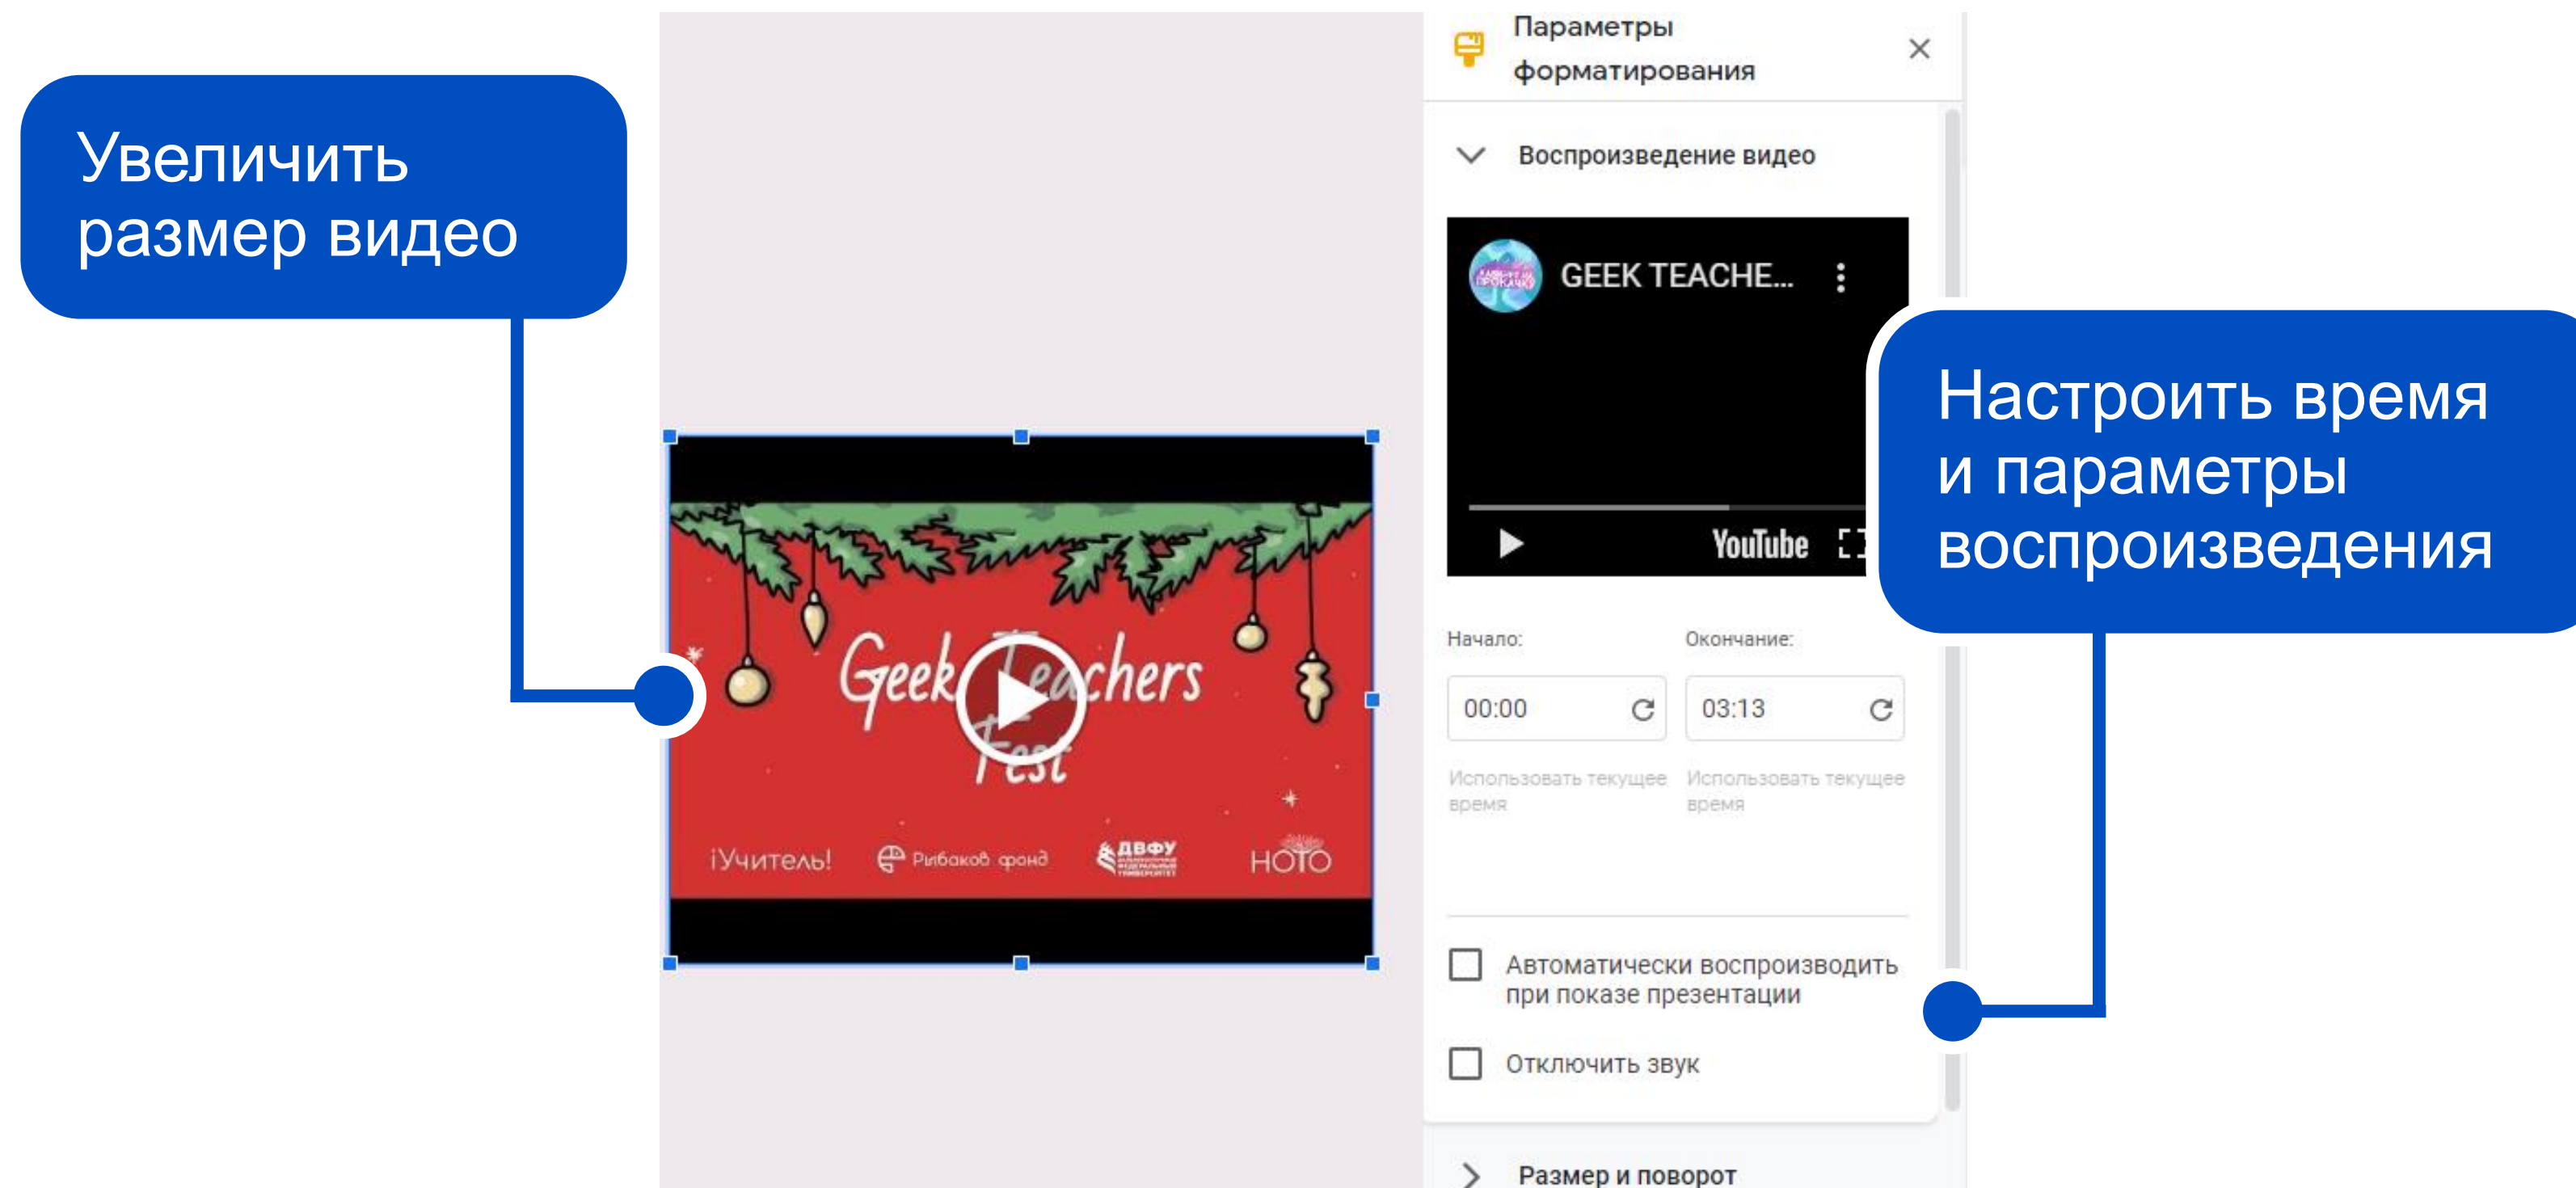 Увеличить
размер видео
Geek Teachers
Fest
¡Учитель!
Рыбаков фонд
ДВФУ
НОТО
Параметры
форматирования
Воспроизведение видео
GEEK TEACHE...
YouTube
Начало:
Окончание:
00:00
03:13
Использовать текущее
время
Использовать текущее
время
Автоматически воспроизводить
при показе презентации
Отключить звук
Размер и поворот
Настроить время
и параметры
воспроизведения